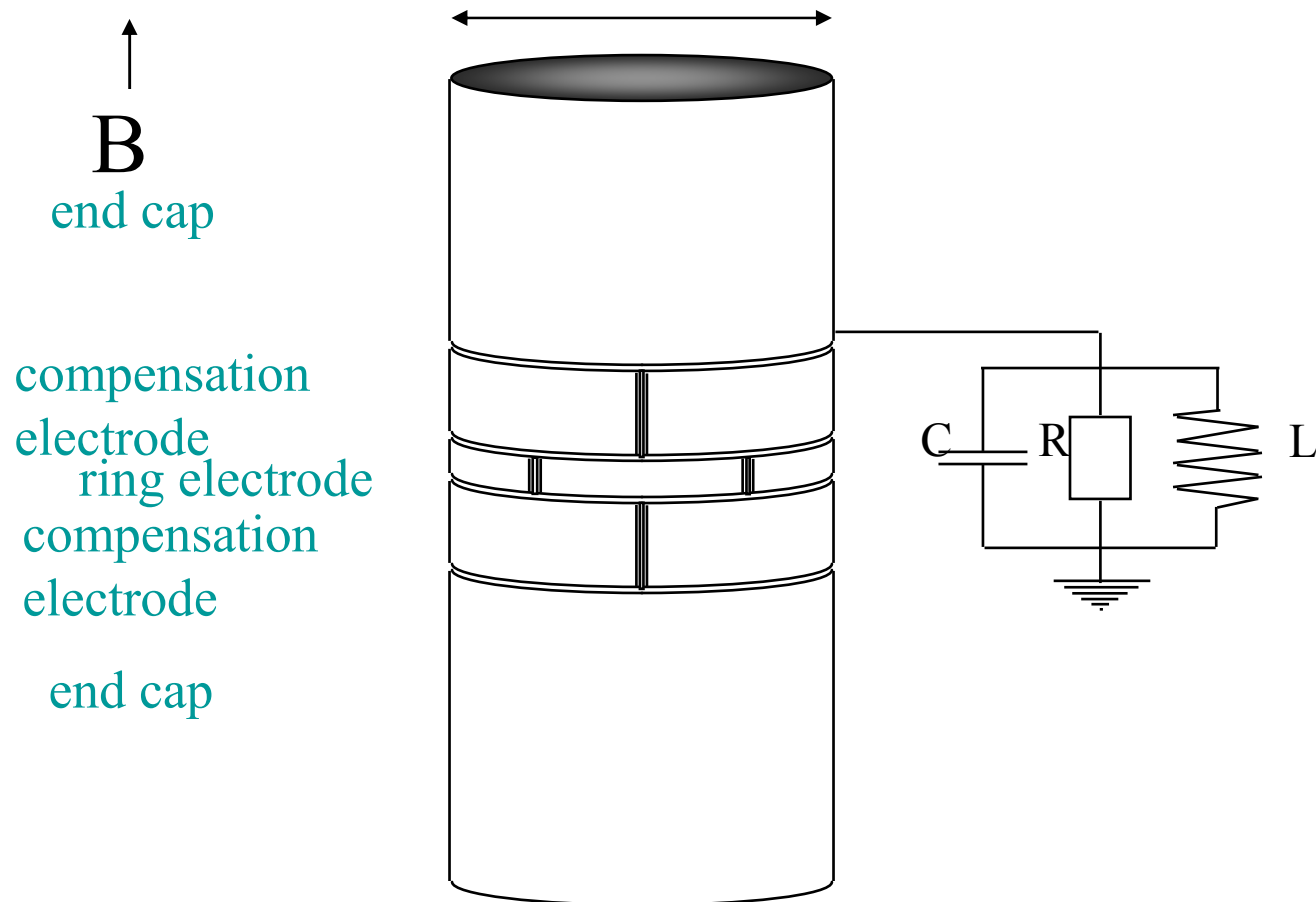 B
end cap
compensation
electrode
ring electrode
compensation
electrode
end cap
C
R
L